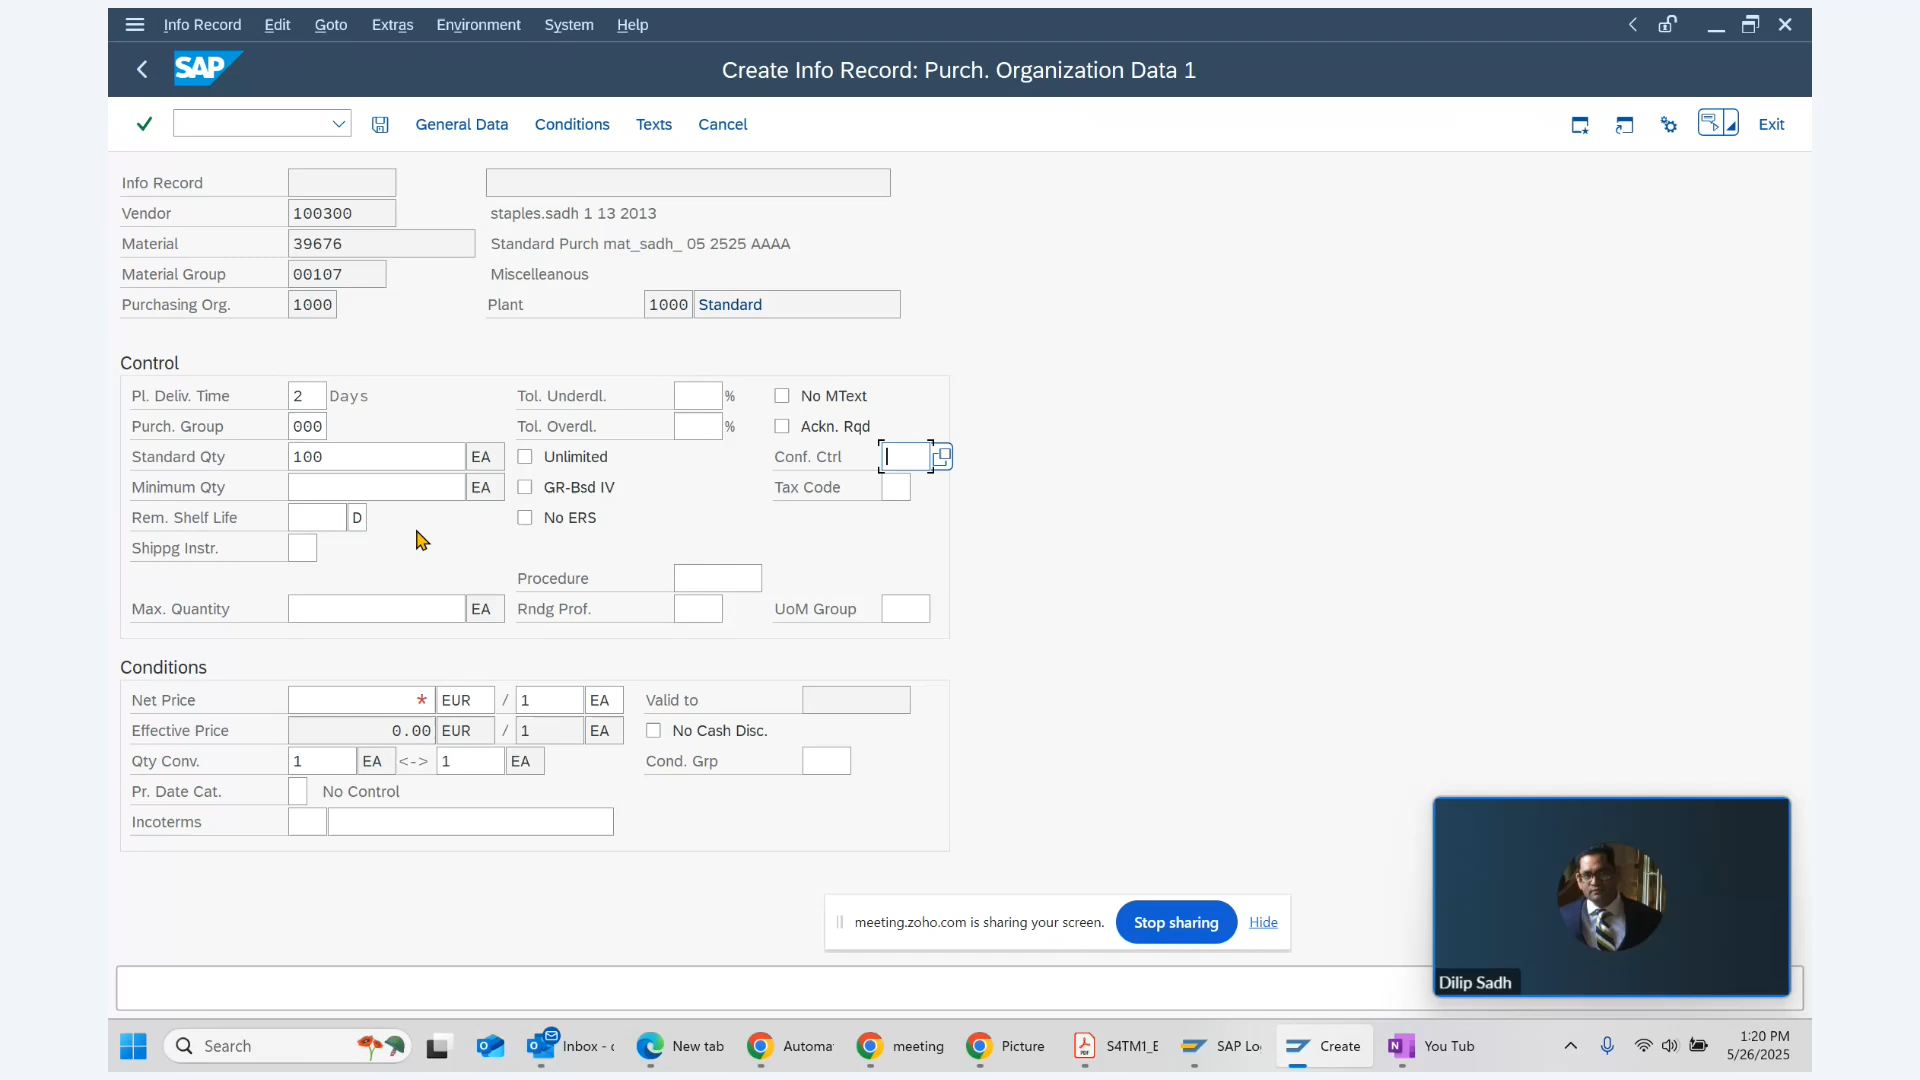 Info Record Edit Goto Extras Environment System Help
SAP Create Info Record: Purch. Organization Data 1
General Data Conditions Texts Cancel Exit
Info Record
Vendor 100300 staples.sadh 1 13 2013
Material 39676 Standard Purch mat_sadh_ 05 2525 AAAA
Material Group 00107 Miscelleanous
Purchasing Org. 1000 Plant 1000 Standard
Control
Pl. Deliv. Time 2 Days Tol. Underdl. % No MText
Purch. Group 000 Tol. Overdl. % Ackn. Rqd
Standard Qty 100 EA Unlimited Conf. Ctrl
Minimum Qty EA GR-Bsd IV Tax Code
Rem. Shelf Life D No ERS
Shippg Instr.
Procedure
Max. Quantity EA Rndg Prof. UoM Group
Conditions
Net Price * EUR / 1 EA Valid to
Effective Price 0.00 EUR / 1 EA No Cash Disc.
Qty Conv. 1 EA <-> 1 EA Cond. Grp
Pr. Date Cat. No Control
Incoterms
meeting.zoho.com is sharing your screen. Stop sharing Hide
Dilip Sadh
Search Inbox - New tab Automa meeting Picture S4TM1_E SAP Lo Create You Tub 1:20 PM
5/26/2025